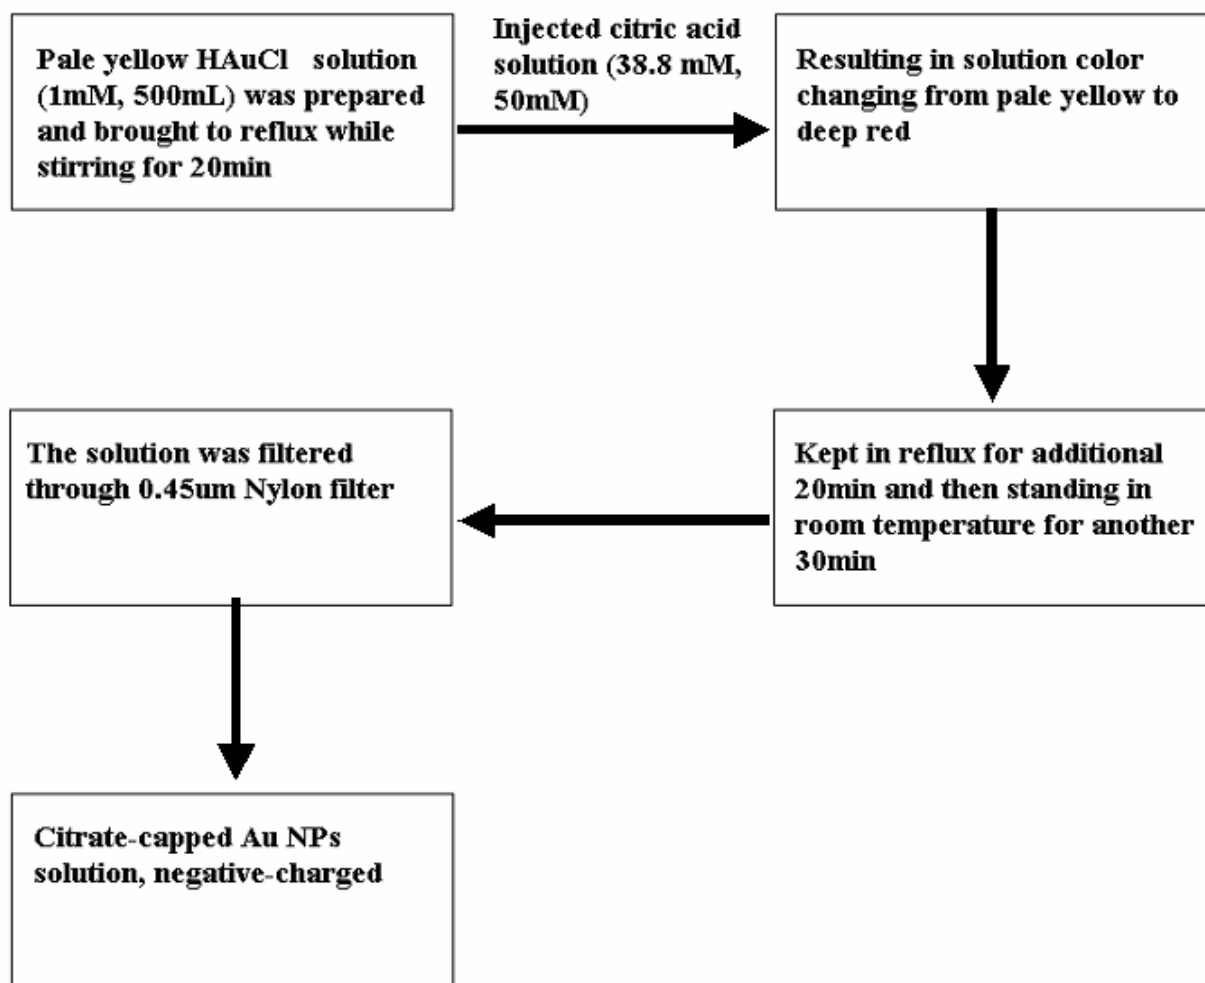 Pale yellow HAuCl solution
(1mM, 500mL) was prepared
and brought to reflux while
stirring for 20min
Injected citric acid
solution (38.8 mM,
50mM)
Resulting in solution color
changing from pale yellow to
deep red
Kept in reflux for additional
20min and then standing in
room temperature for another
30min
The solution was filtered
through 0.45um Nylon filter
Citrate-capped Au NPs
solution, negative-charged